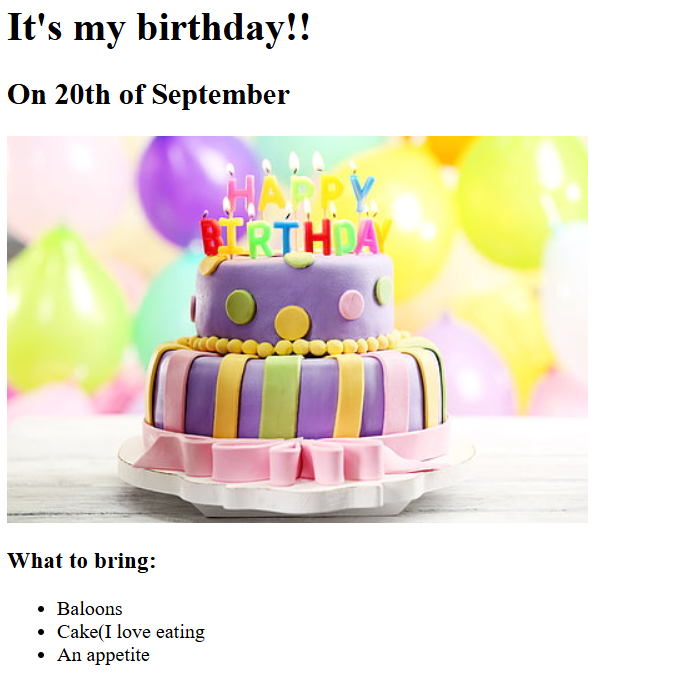 It's my birthday!!
On 20th of September
HAPPY
BIRTHDAY
What to bring:
Baloons
Cake(I love eating
An appetite